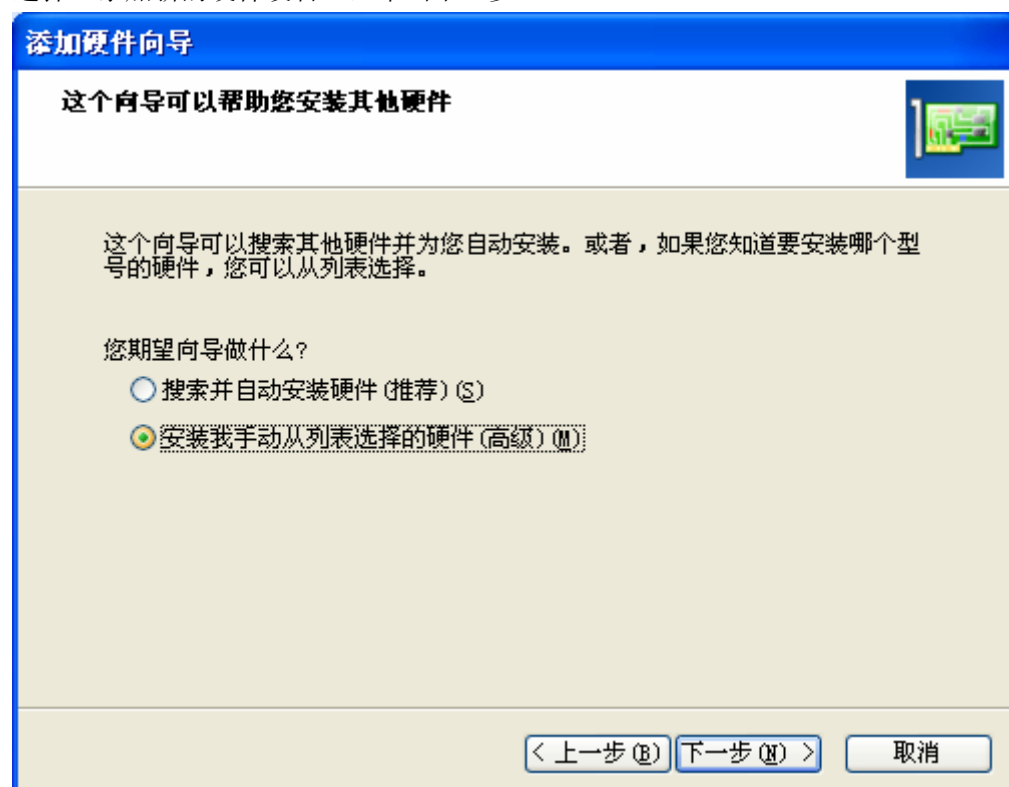 添加硬件向导
这个向导可以帮助您安装其他硬件
这个向导可以搜索其他硬件并为您自动安装。或者，如果您知道要安装哪个型
号的硬件，您可以从列表选择。
您期望向导做什么？
搜索并自动安装硬件(推荐)(S)
安装我手动从列表选择的硬件(高级)(M)
< 上一步(B)
下一步(N) >
取消